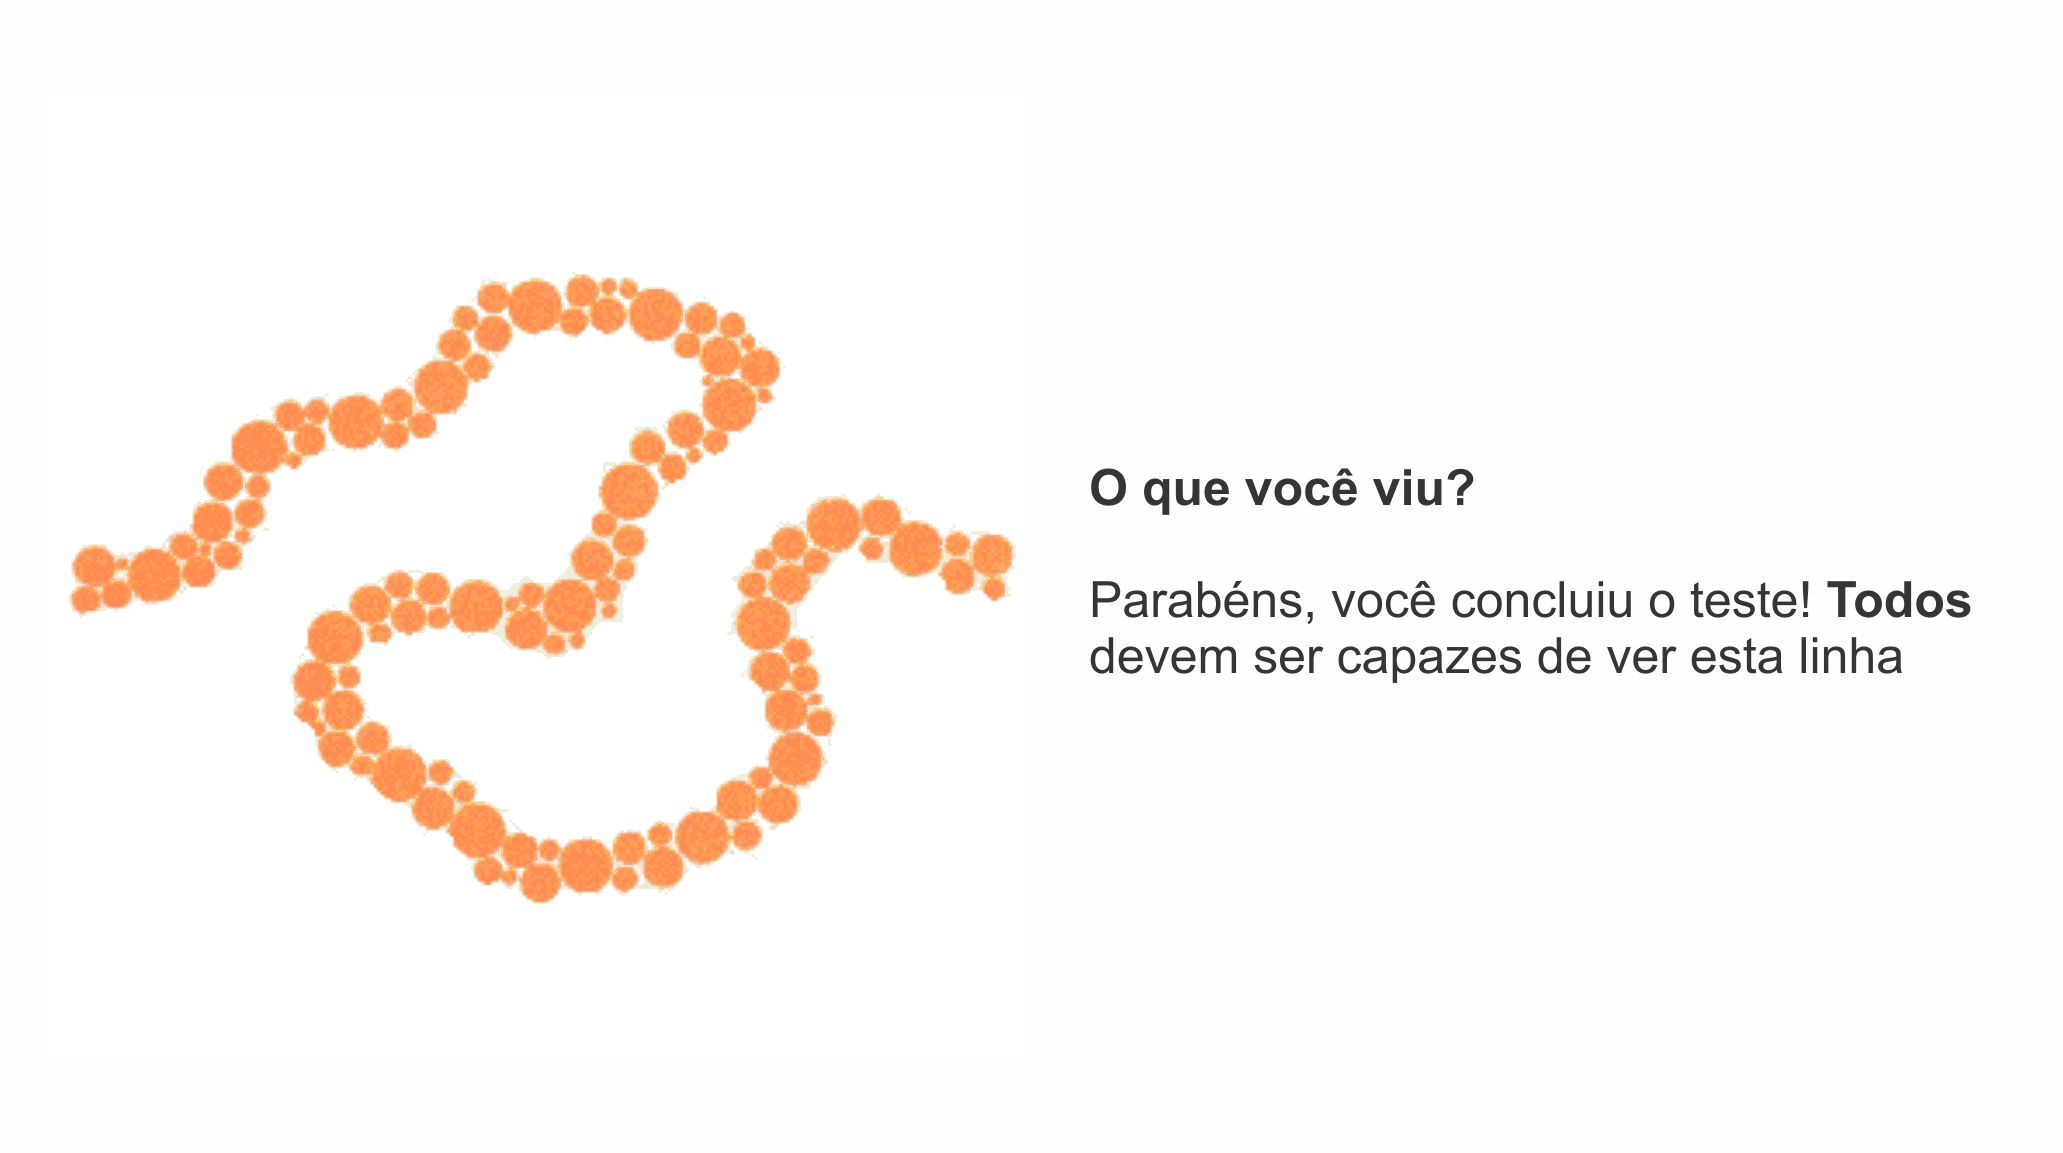 O que você viu?
Parabéns, você concluiu o teste! Todos
devem ser capazes de ver esta linha